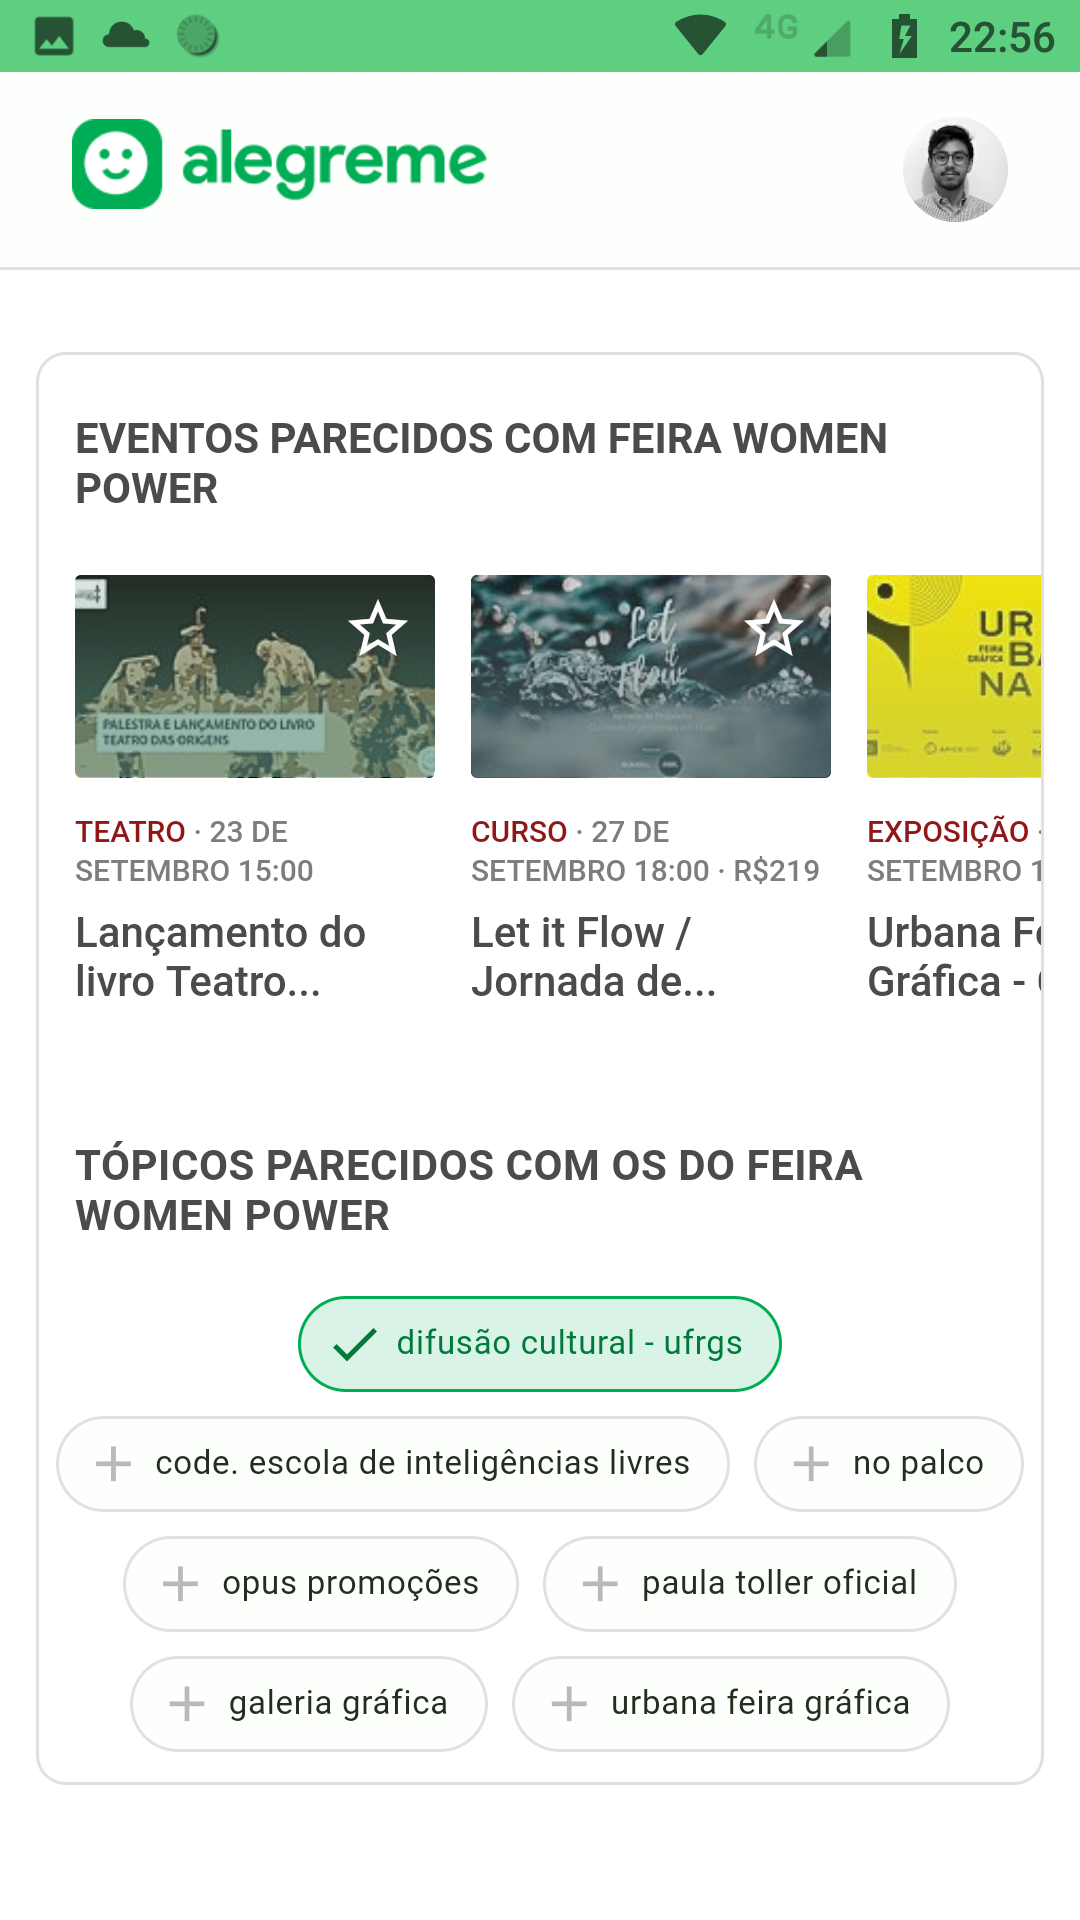 4G 22:56
alegreme
EVENTOS PARECIDOS COM FEIRA WOMEN
POWER
PALESTRA E LANÇAMENTO DO LIVRO
TEATRO DAS ORIGENS
Let
it
Flow
UR
FEIRA
GRÁFICA
BA
NA
TEATRO · 23 DE
SETEMBRO 15:00
Lançamento do
livro Teatro...
CURSO · 27 DE
SETEMBRO 18:00 · R$219
Let it Flow /
Jornada de...
EXPOSIÇÃO ·
SETEMBRO 1
Urbana Fe
Gráfica -
TÓPICOS PARECIDOS COM OS DO FEIRA
WOMEN POWER
difusão cultural - ufrgs
code. escola de inteligências livres
no palco
opus promoções
paula toller oficial
galeria gráfica
urbana feira gráfica